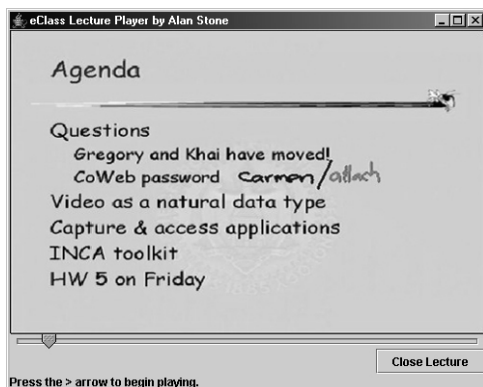 eClass Lecture Player by Alan Stone
Agenda
Questions
Gregory and Khai have moved!
CoWeb password Carmen/attach
Video as a natural data type
Capture & access applications
INCA toolkit
HW 5 on Friday
Close Lecture
Press the > arrow to begin playing.